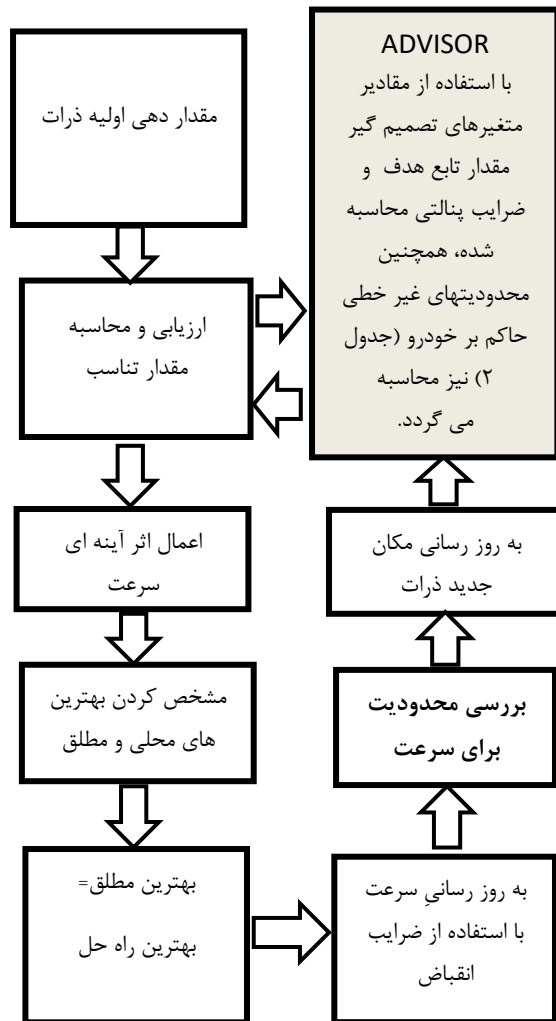 مقدار دهی اولیه ذرات
ارزیابی و محاسبه
مقدار تناسب
اعمال اثر آینه ای
سرعت
مشخص کردن بهترین
های محلی و مطلق
بهترین مطلق=
بهترین راه حل
به روز رسانیِ سرعت
با استفاده از ضرایب
انقباض
بررسی محدودیت
برای سرعت
به روز رسانی مکان
جدید ذرات
ADVISOR
با استفاده از مقادیر
متغیرهای تصمیم گیر
مقدار تابع هدف و
ضرایب پنالتی محاسبه
شده، همچنین
محدودیتهای غیر خطی
حاکم بر خودرو (جدول
۲) نیز محاسبه
می گردد.